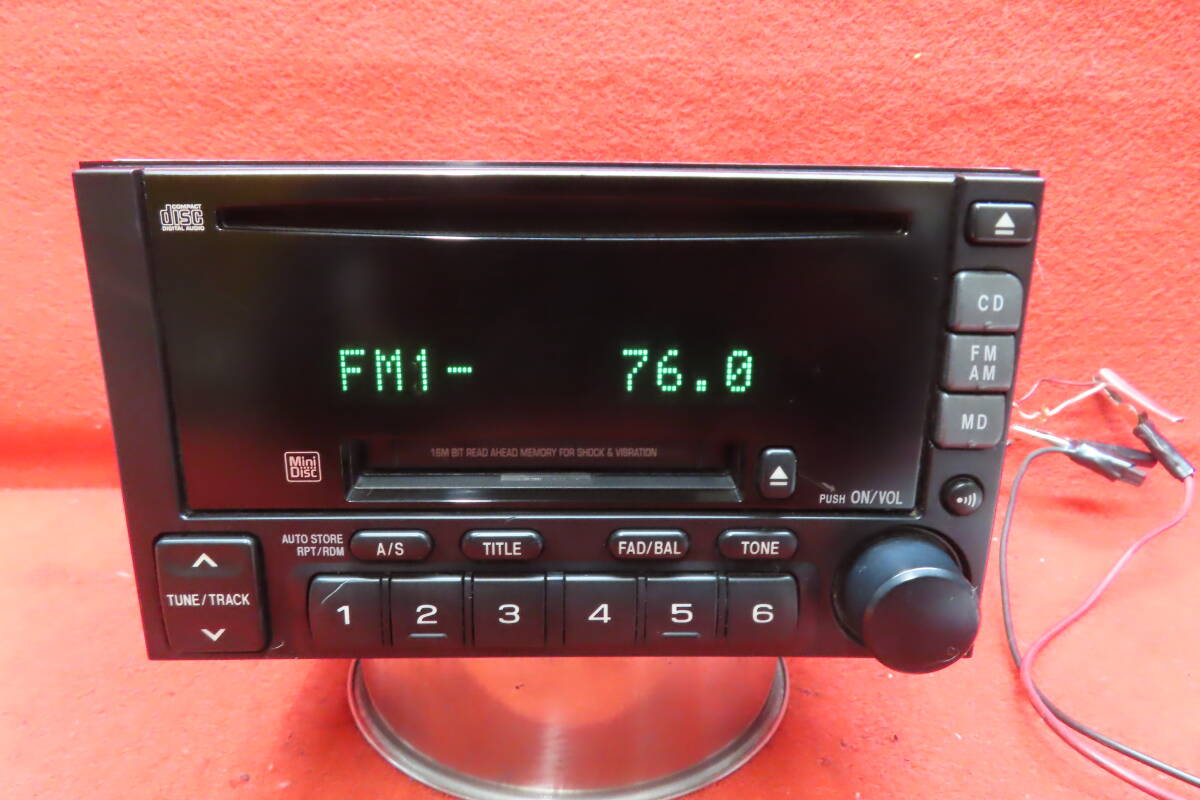 COMPACT
disc
DIGITAL AUDIO
CD
FM
AM
FM1- 76.0
MD
16M BIT READ AHEAD MEMORY FOR SHOCK & VIBRATION
Mini
Disc
PUSH ON/VOL
AUTO STORE
RPT/RDM
A/S TITLE FAD/BAL TONE
TUNE/TRACK
1 2 3 4 5 6